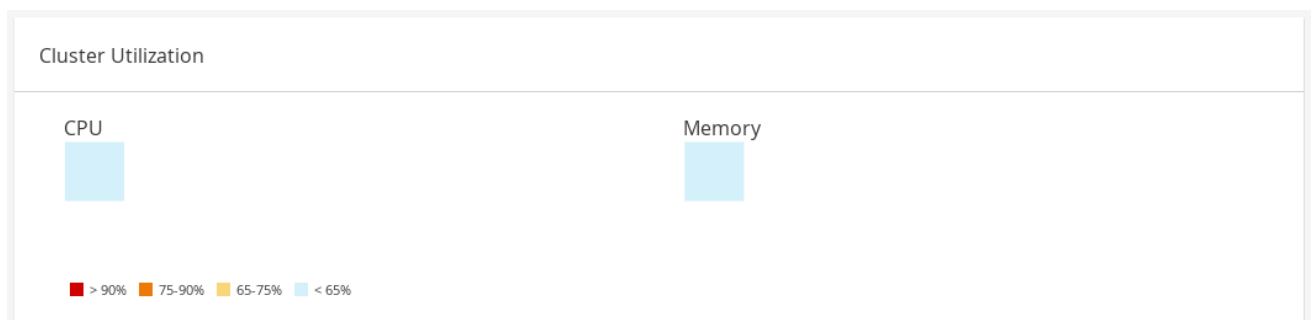 Cluster Utilization
CPU
Memory
> 90% 75-90% 65-75% < 65%